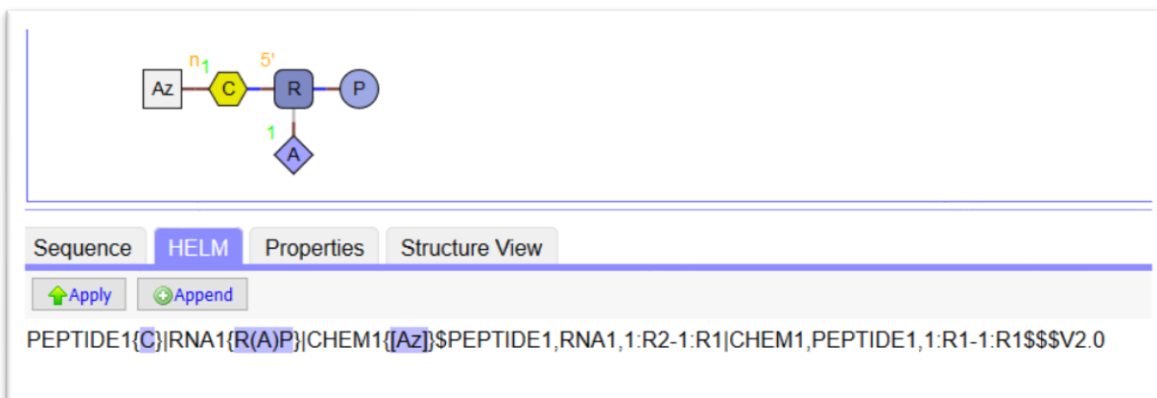 n 1 5'
Az C R P
1
A
Sequence HELM Properties Structure View
Apply Append
PEPTIDE1{C}|RNA1{R(A)P}|CHEM1{[Az]}$PEPTIDE1,RNA1,1:R2-1:R1|CHEM1,PEPTIDE1,1:R1-1:R1$$$V2.0